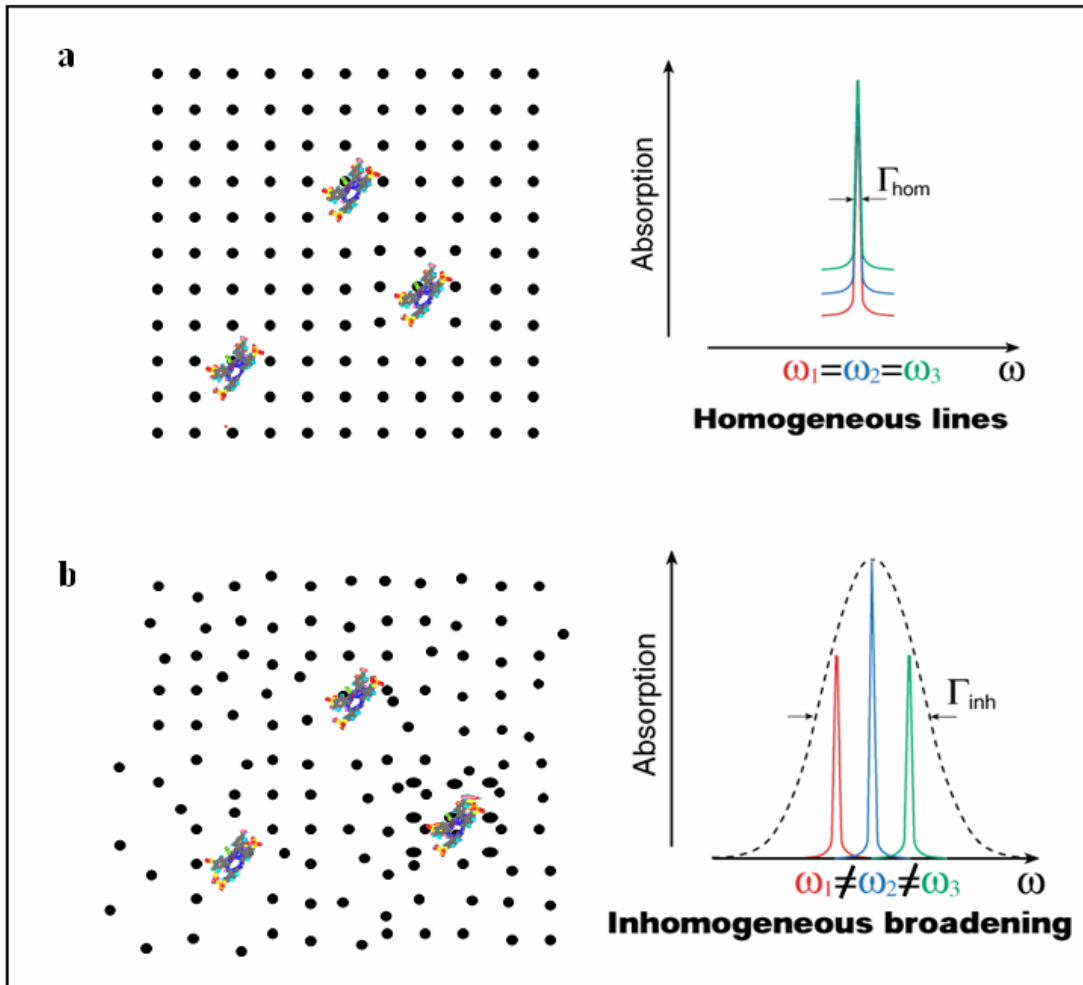 a
Absorption
Γhom
ω1=ω2=ω3
ω
Homogeneous lines
b
Absorption
Γinh
ω1≠ω2≠ω3
ω
Inhomogeneous broadening